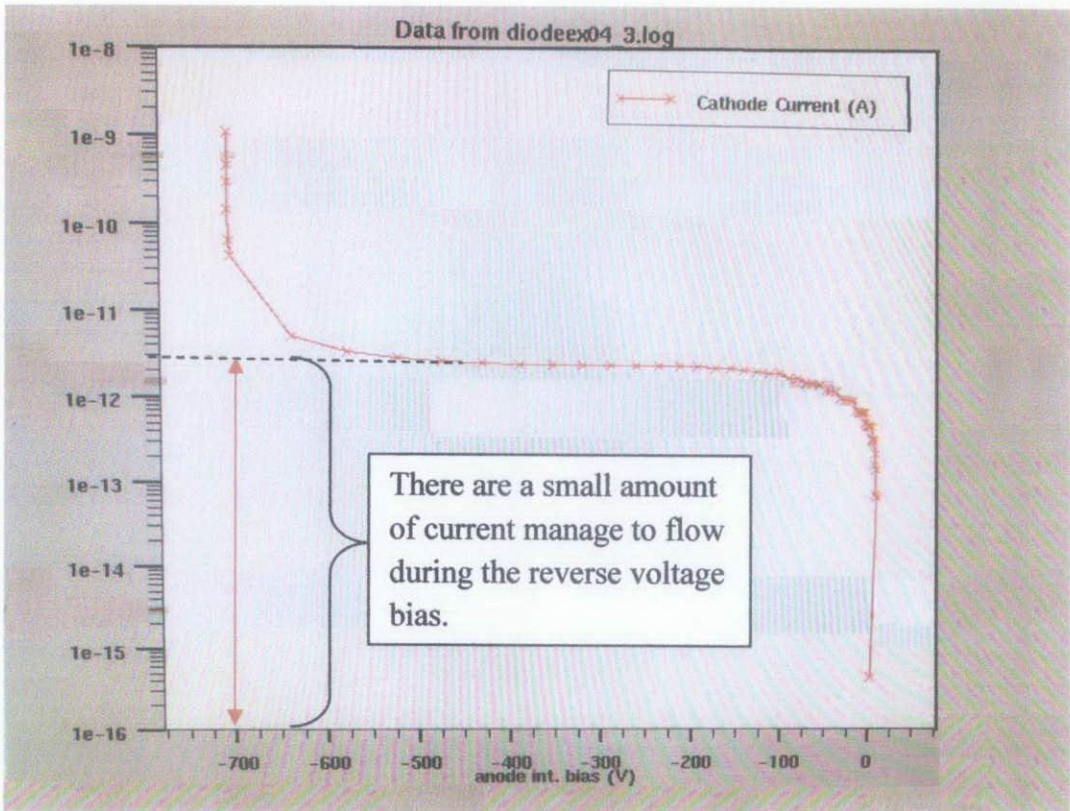 Data from diodeex04_3.log
1e-8
Cathode Current (A)
1e-9
1e-10
1e-11
1e-12
1e-13
1e-14
1e-15
1e-16
There are a small amount
of current manage to flow
during the reverse voltage
bias.
-700 -600 -500 -400 -300 -200 -100 0
anode int. bias (V)